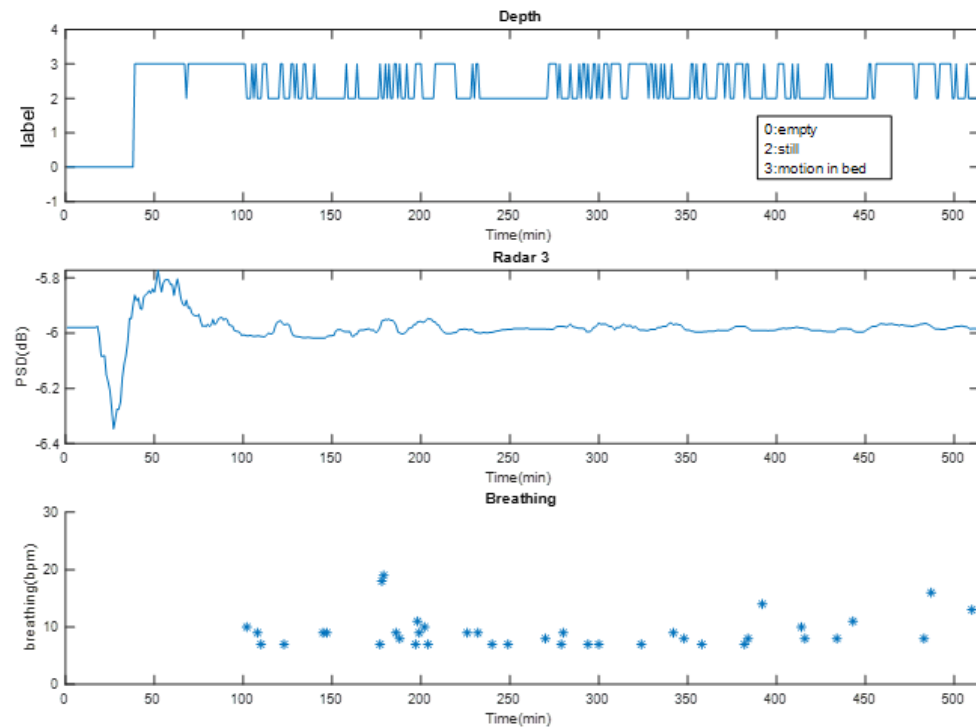 Depth
4
3
2
1
0
-1
label
0:empty
2:still
3:motion in bed
0 50 100 150 200 250 300 350 400 450 500
Time(min)
Radar 3
-5.8
-6
-6.2
-6.4
PSD(dB)
0 50 100 150 200 250 300 350 400 450 500
Time(min)
Breathing
30
20
10
0
breathing(bpm)
0 50 100 150 200 250 300 350 400 450 500
Time(min)